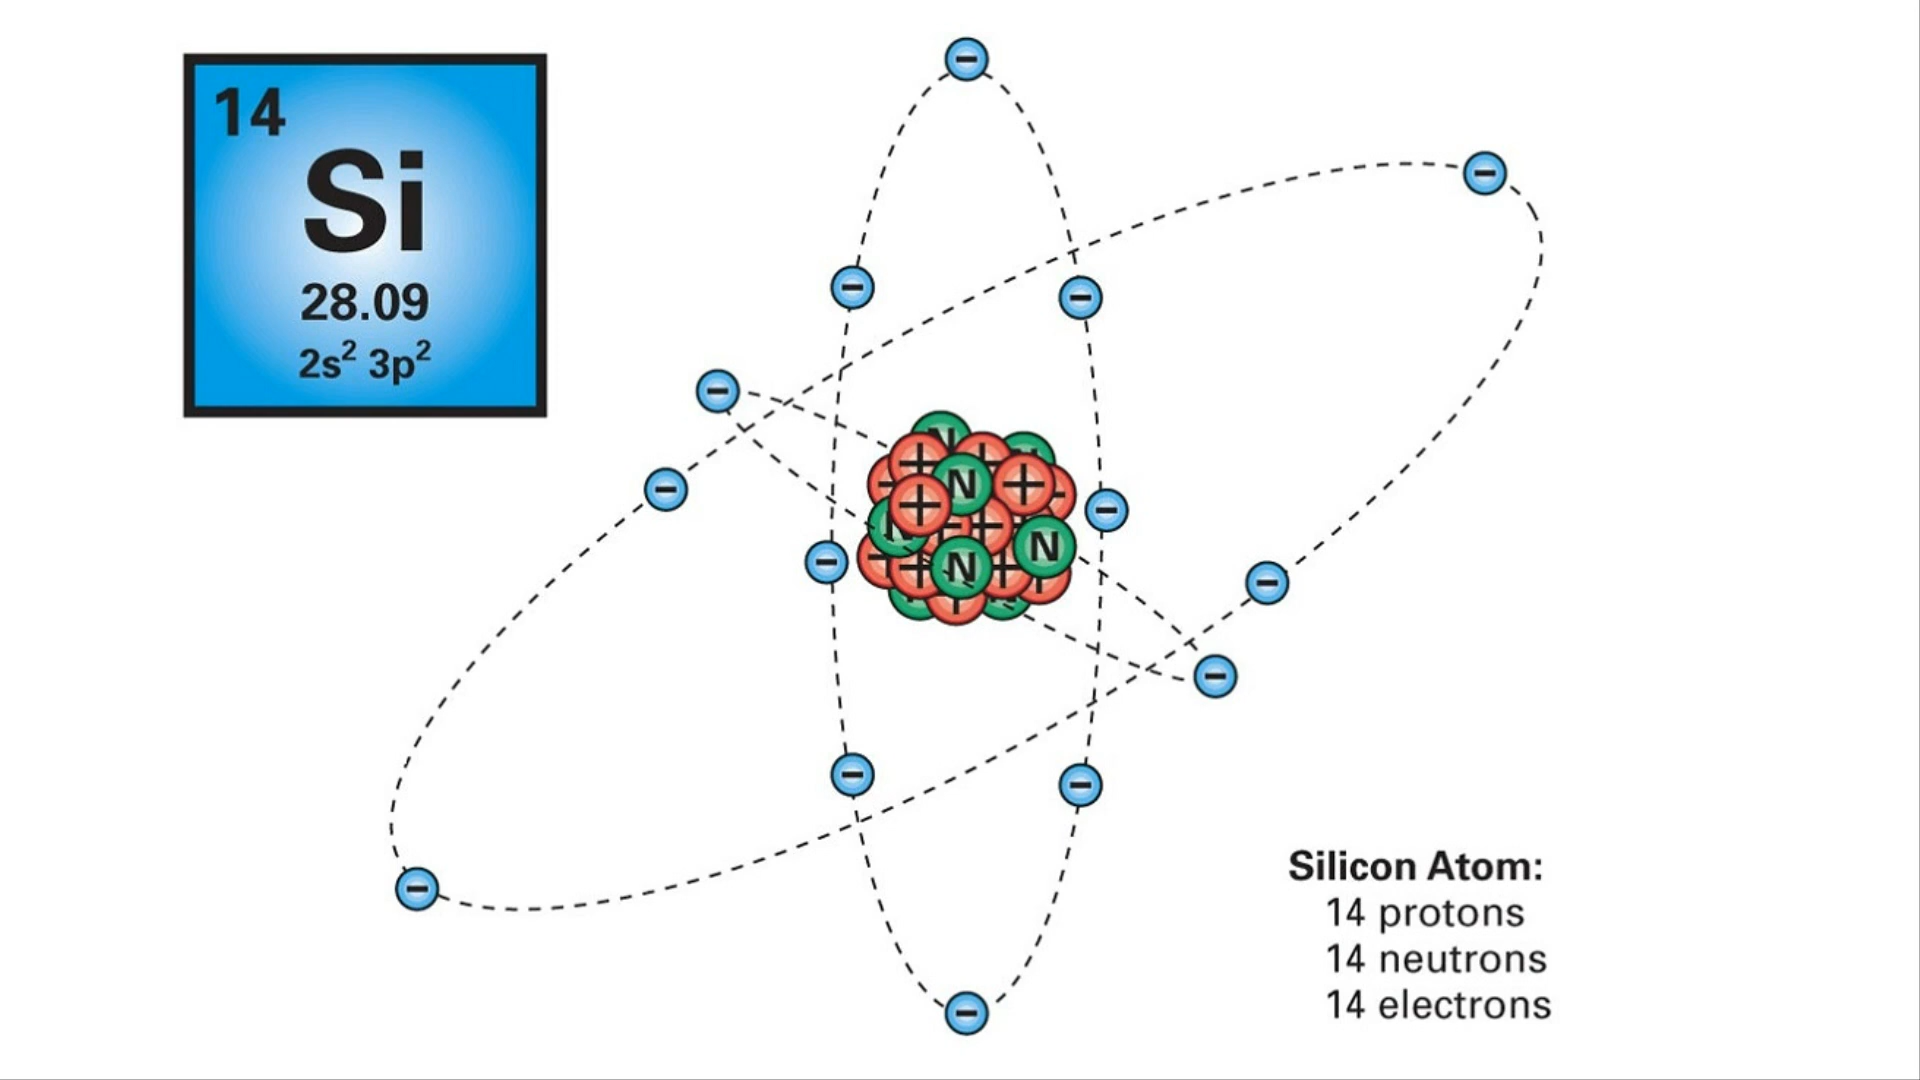 14
Si
28.09
2s² 3p²
N
N
N
N
N
N
N
N
Silicon Atom:
14 protons
14 neutrons
14 electrons